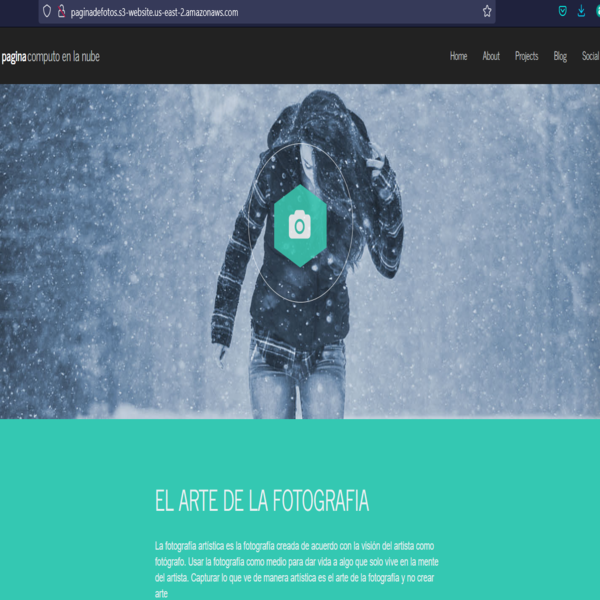 paginadefotos.s3-website.us-east-2.amazonaws.com
pagina computo en la nube
Home About Projects Blog Social
EL ARTE DE LA FOTOGRAFIA
La fotografía artística es la fotografía creada de acuerdo con la visión del artista como
fotógrafo. Usar la fotografía como medio para dar vida a algo que solo vive en la mente
del artista. Capturar lo que ve de manera artística es el arte de la fotografía y no crear
arte